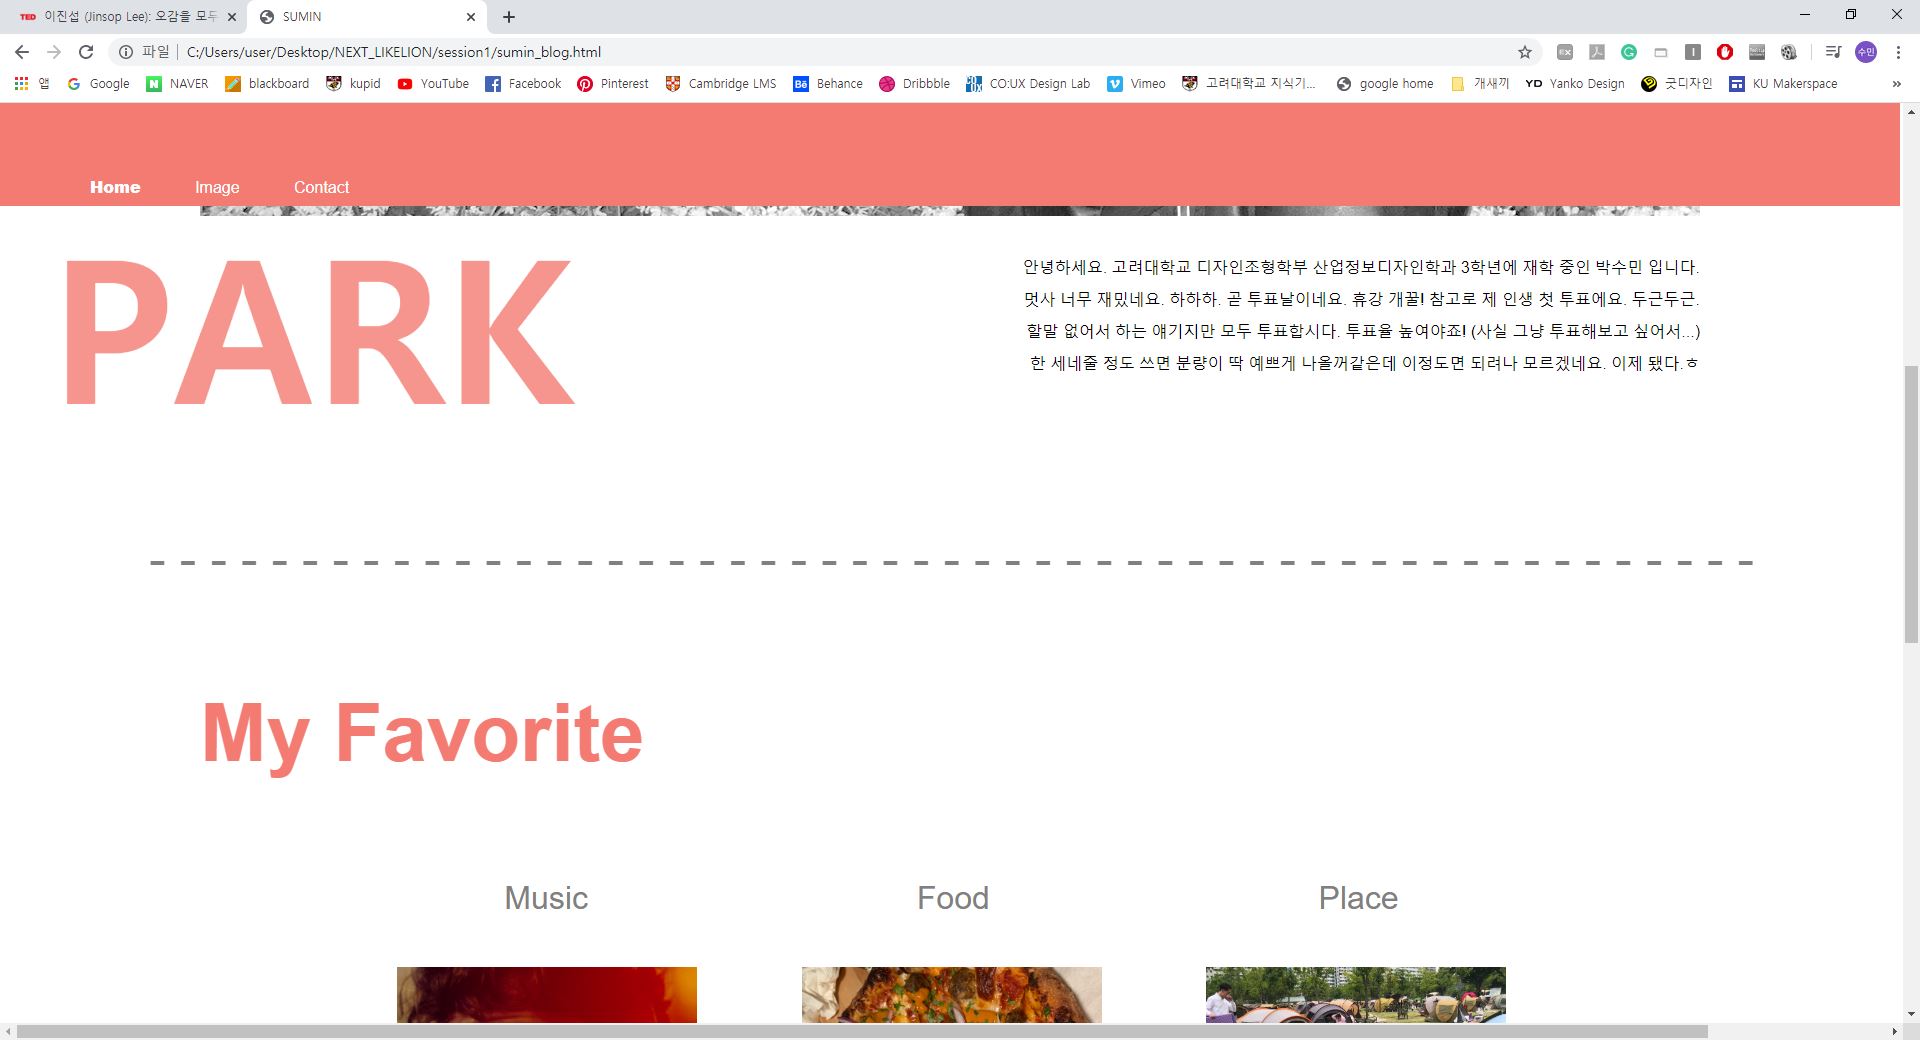 TED 이진섭 (Jinsop Lee): 오감을 모두
SUMIN
파일 C:/Users/user/Desktop/NEXT_LIKELION/session1/sumin_blog.html
수민
앱 Google NAVER blackboard kupid YouTube Facebook Pinterest Cambridge LMS Behance Dribbble CO:UX Design Lab Vimeo 고려대학교 지식기... google home 개새끼 YD Yanko Design 굿디자인 KU Makerspace »
Home Image Contact
PARK
안녕하세요. 고려대학교 디자인조형학부 산업정보디자인학과 3학년에 재학 중인 박수민 입니다.
멋사 너무 재밌네요. 하하하. 곧 투표날이네요. 휴강 개꿀! 참고로 제 인생 첫 투표에요. 두근두근.
할말 없어서 하는 얘기지만 모두 투표합시다. 투표율 높여야죠! (사실 그냥 투표해보고 싶어서...)
한 세네줄 정도 쓰면 분량이 딱 예쁘게 나올꺼같은데 이정도면 되려나 모르겠네요. 이제 됐다.ㅎ
My Favorite
Music Food Place